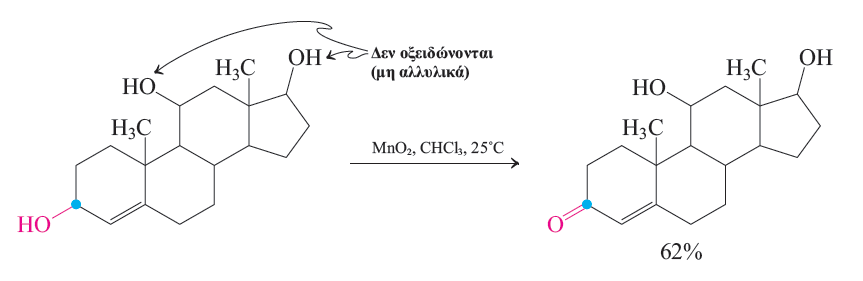 OH
Δεν οξειδώνονται
(μη αλλυλικά)
H₃C
HO
H₃C
HO
MnO₂, CHCl₃, 25˚C
OH
H₃C
HO
H₃C
O
62%